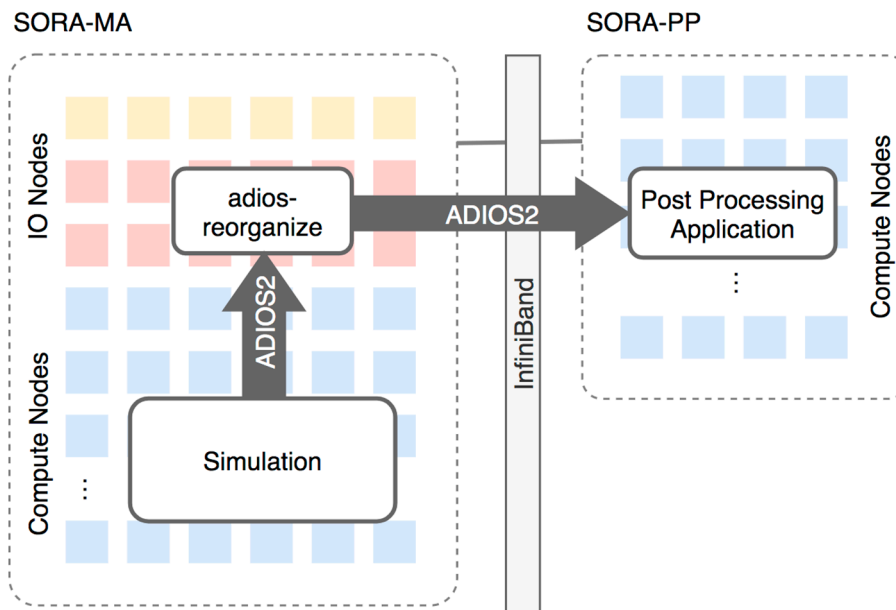 SORA-MA
SORA-PP
IO Nodes
adios-
reorganize
ADIOS2
Post Processing
Application
Compute Nodes
...
ADIOS2
InfiniBand
Compute Nodes
Simulation
...